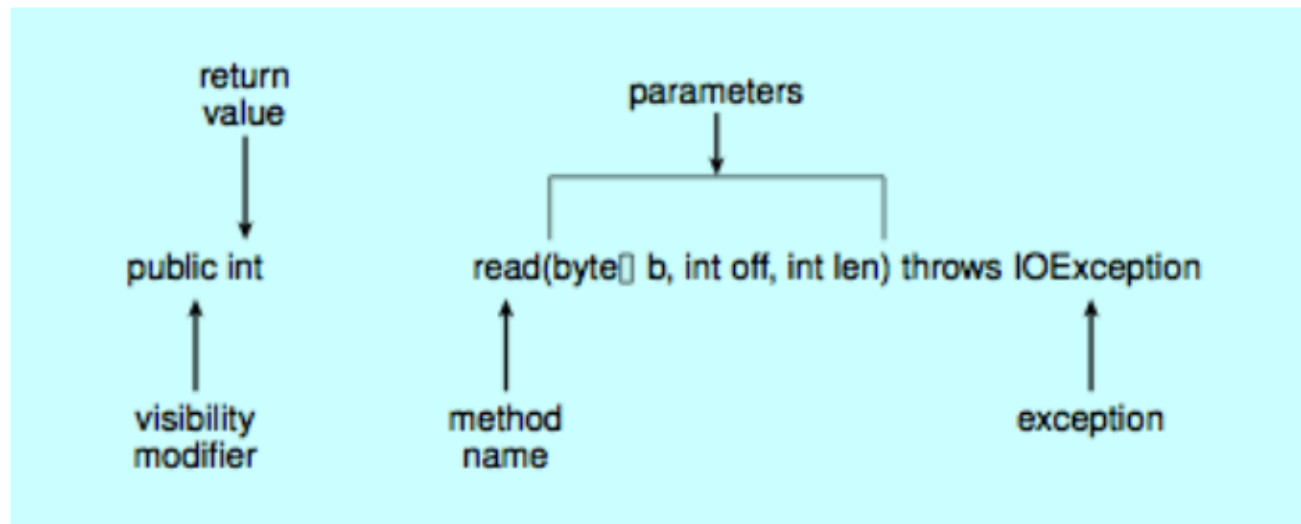 return
value
parameters
public int read(byte[] b, int off, int len) throws IOException
visibility
modifier
method
name
exception